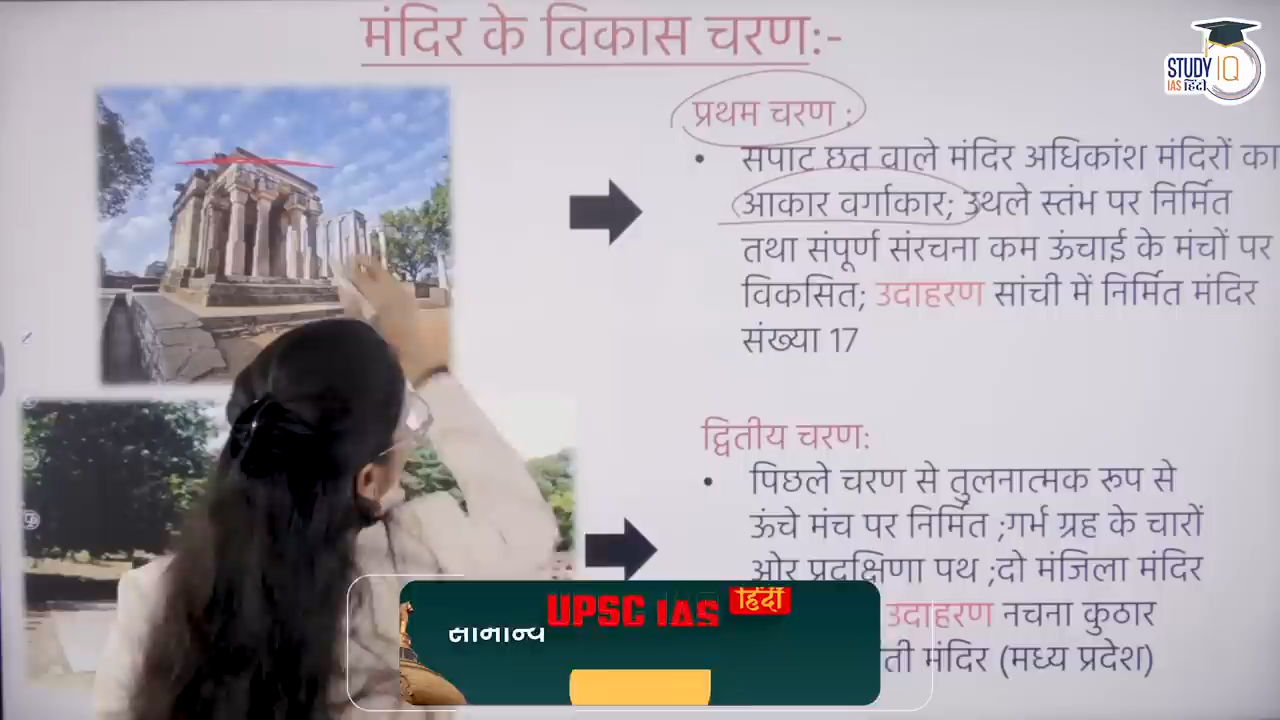 मंदिर के विकास चरण:-
STUDY IQ
IAS हिंदी
प्रथम चरण :
• सपाट छत वाले मंदिर अधिकांश मंदिरों का
आकार वर्गाकार; उथले स्तंभ पर निर्मित
तथा संपूर्ण संरचना कम ऊंचाई के मंचों पर
विकसित; उदाहरण सांची में निर्मित मंदिर
संख्या 17
द्वितीय चरण:
• पिछले चरण से तुलनात्मक रूप से
ऊंचे मंच पर निर्मित ;गर्भ ग्रह के चारों
ओर प्रदक्षिणा पथ ;दो मंजिला मंदिर
उदाहरण नचना कुठार
ती मंदिर (मध्य प्रदेश)
UPSC IAS हिंदी
सामान्य